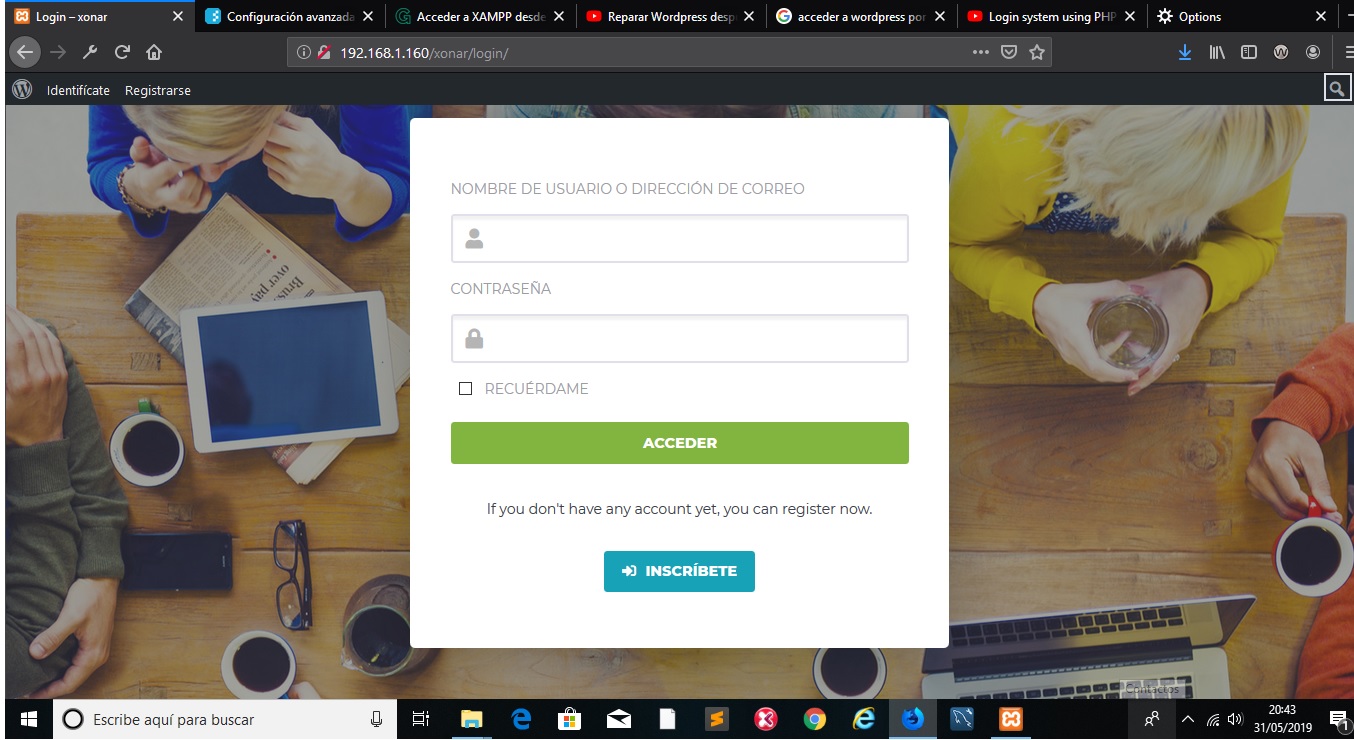 Login – xonar
Configuración avanzada
Acceder a XAMPP desde
Reparar Wordpress desp
acceder a wordpress por
Login system using PHP
Options
192.168.1.160/xonar/login/
Identifícate Registrarse
NOMBRE DE USUARIO O DIRECCIÓN DE CORREO
CONTRASEÑA
RECUÉRDAME
ACCEDER
If you don't have any account yet, you can register now.
INSCRÍBETE
Contactos
Escribe aquí para buscar
20:43
31/05/2019
1